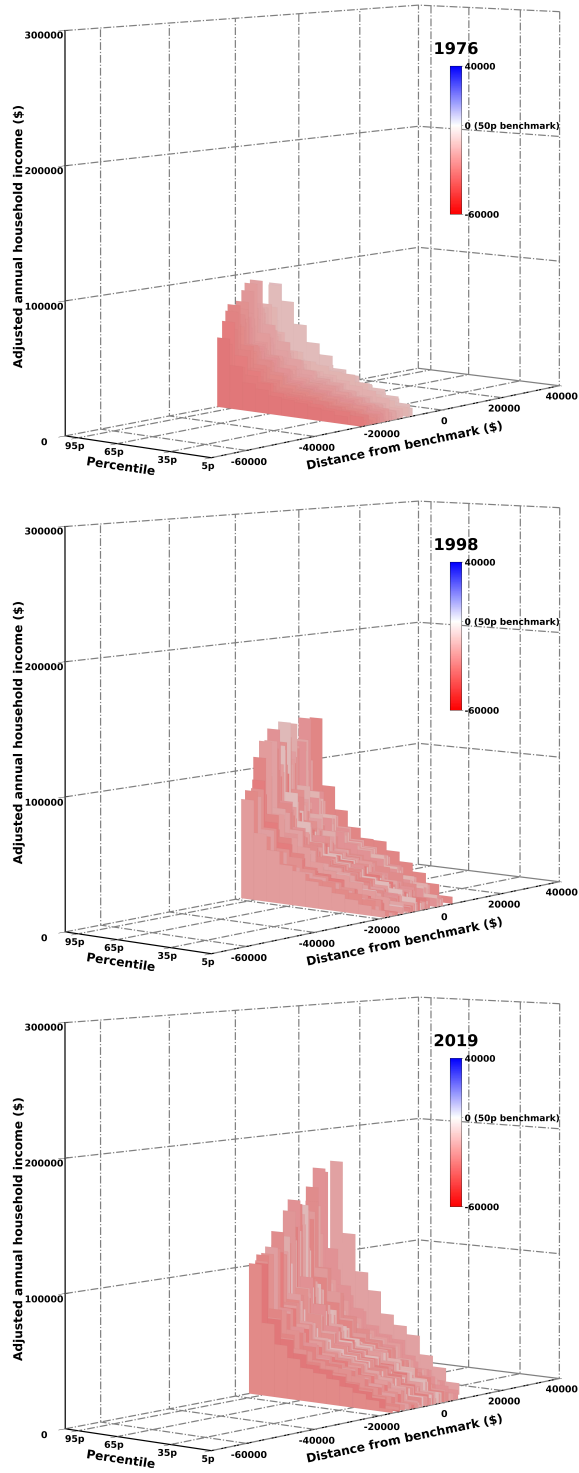 300000
1976
40000
0 (50p benchmark)
200000
-60000
Adjusted annual household income ($)
100000
40000
20000
0
0
-20000
95p
65p
-40000
Distance from benchmark ($)
35p
-60000
Percentile
5p
300000
1998
40000
0 (50p benchmark)
200000
-60000
Adjusted annual household income ($)
100000
40000
20000
0
0
-20000
95p
65p
-40000
Distance from benchmark ($)
35p
-60000
Percentile
5p
300000
2019
40000
0 (50p benchmark)
200000
-60000
Adjusted annual household income ($)
100000
40000
20000
0
0
-20000
95p
65p
-40000
Distance from benchmark ($)
35p
-60000
Percentile
5p